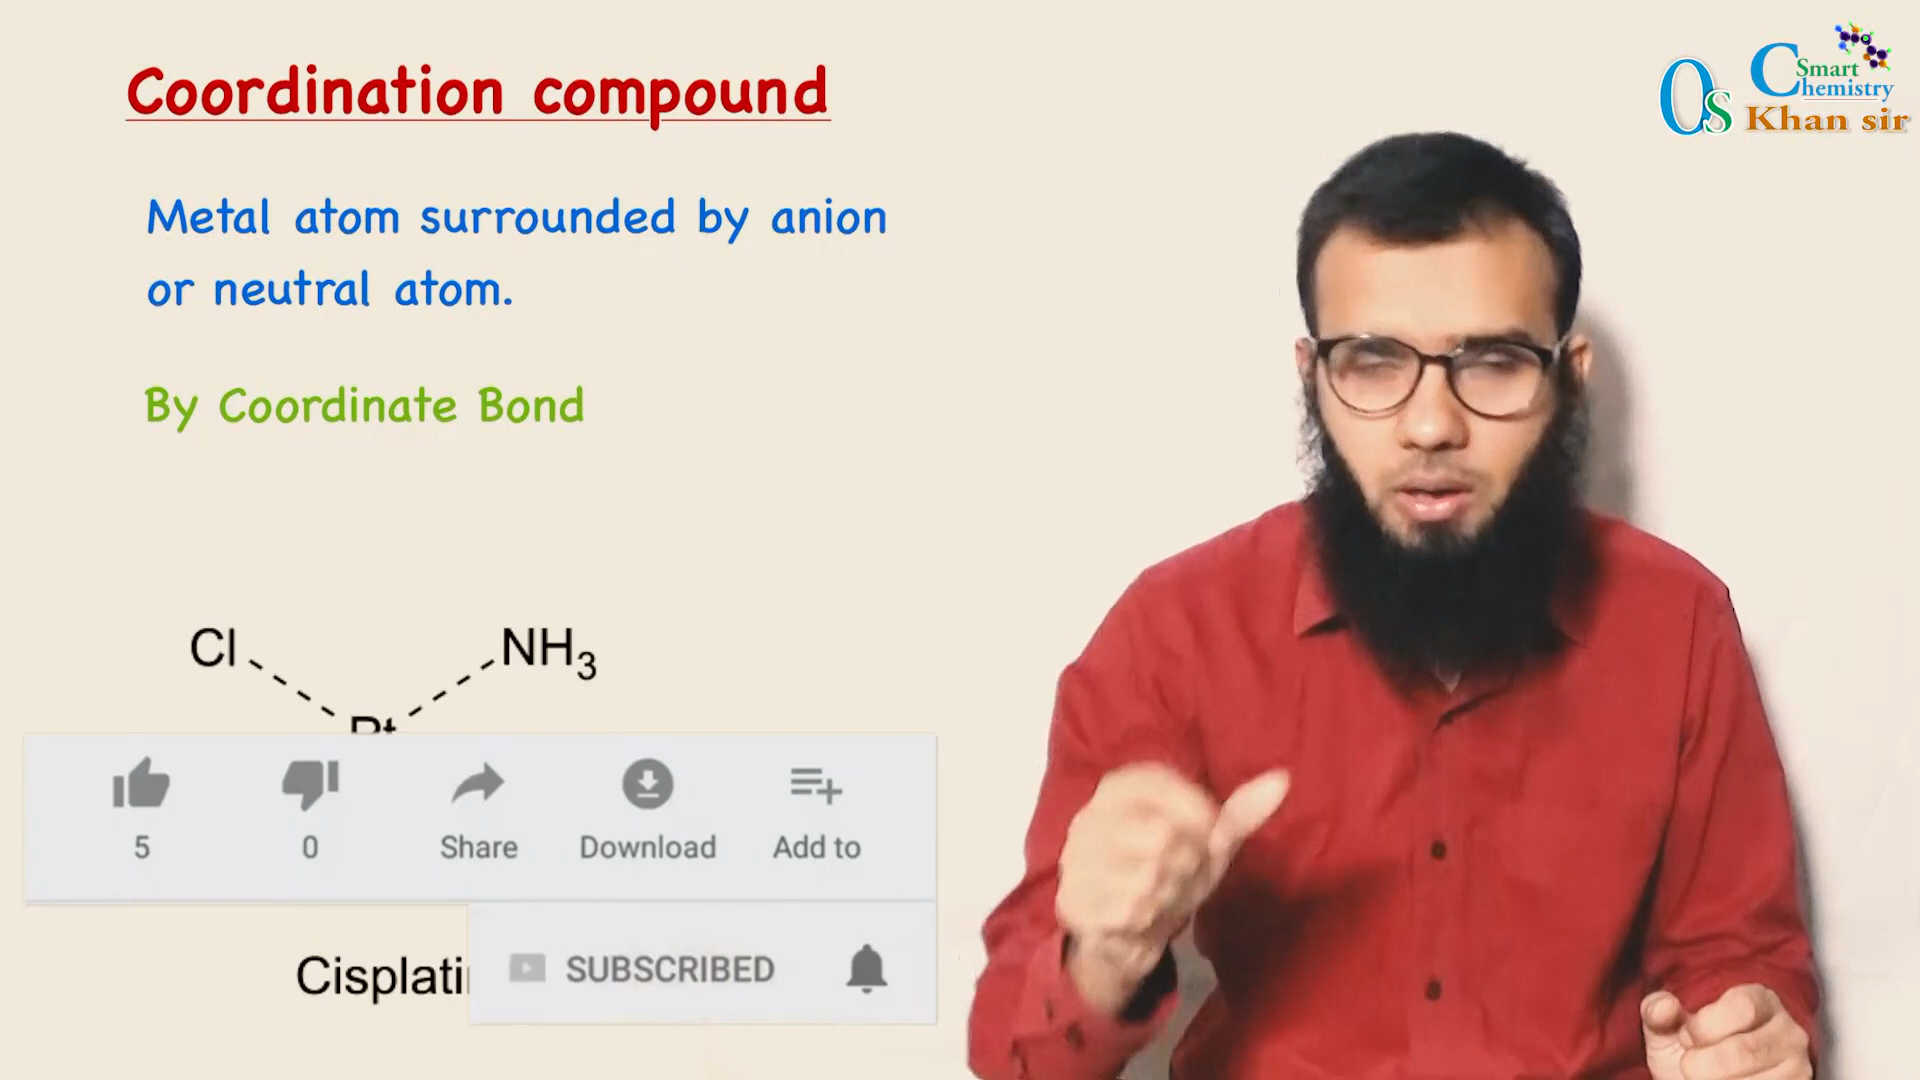 Coordination compound
Os
Smart
Chemistry
Khan sir
Metal atom surrounded by anion
or neutral atom.
By Coordinate Bond
Cl
NH3
5
0
Share
Download
Add to
SUBSCRIBED